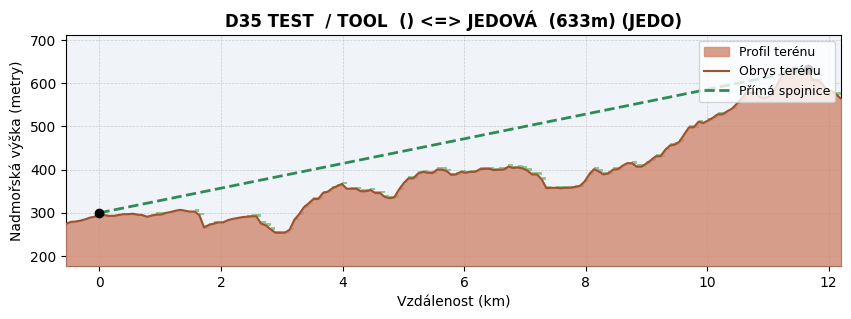 D35 TEST / TOOL () <=> JEDOVÁ (633m) (JEDO)
Nadmořská výška (metry)
700
600
500
400
300
200
Profil terénu
Obrys terénu
Přímá spojnice
0 2 4 6 8 10 12
Vzdálenost (km)